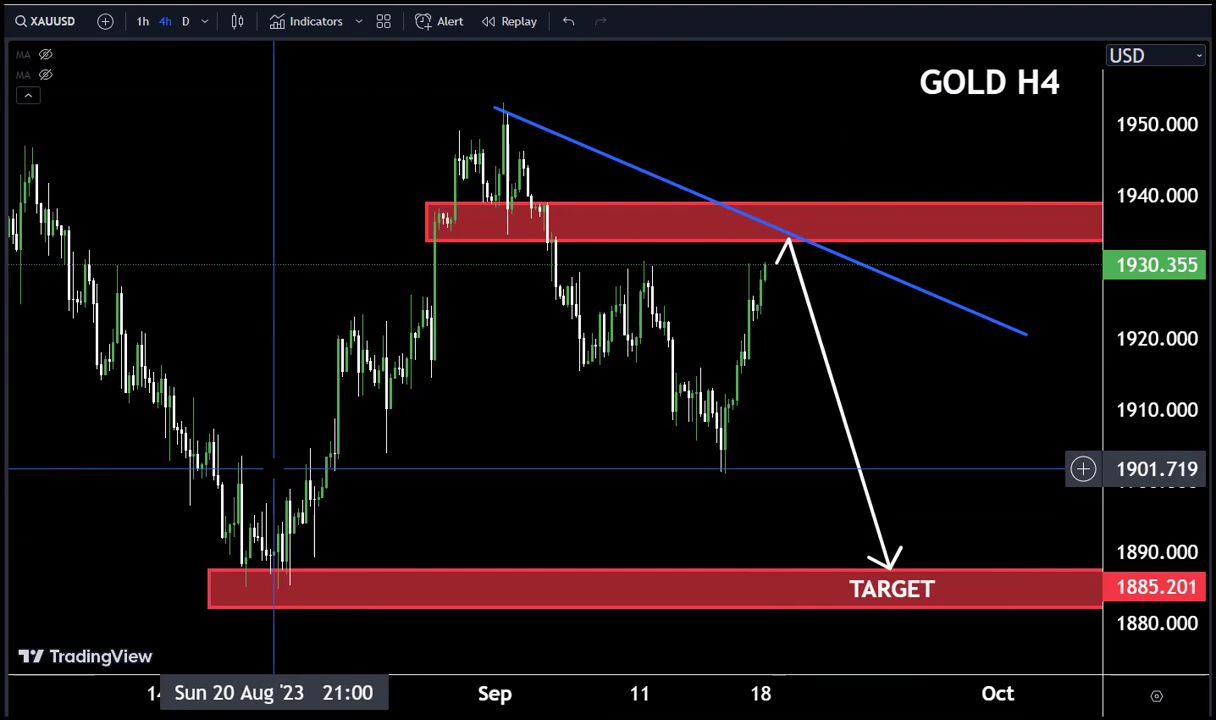 XAUUSD 1h 4h D Indicators Alert Replay
MA
MA
USD
GOLD H4
1950.000
1940.000
1930.355
1920.000
1910.000
1901.719
1890.000
TARGET
1885.201
1880.000
TradingView
Sun 20 Aug '23 21:00 Sep 11 18 Oct